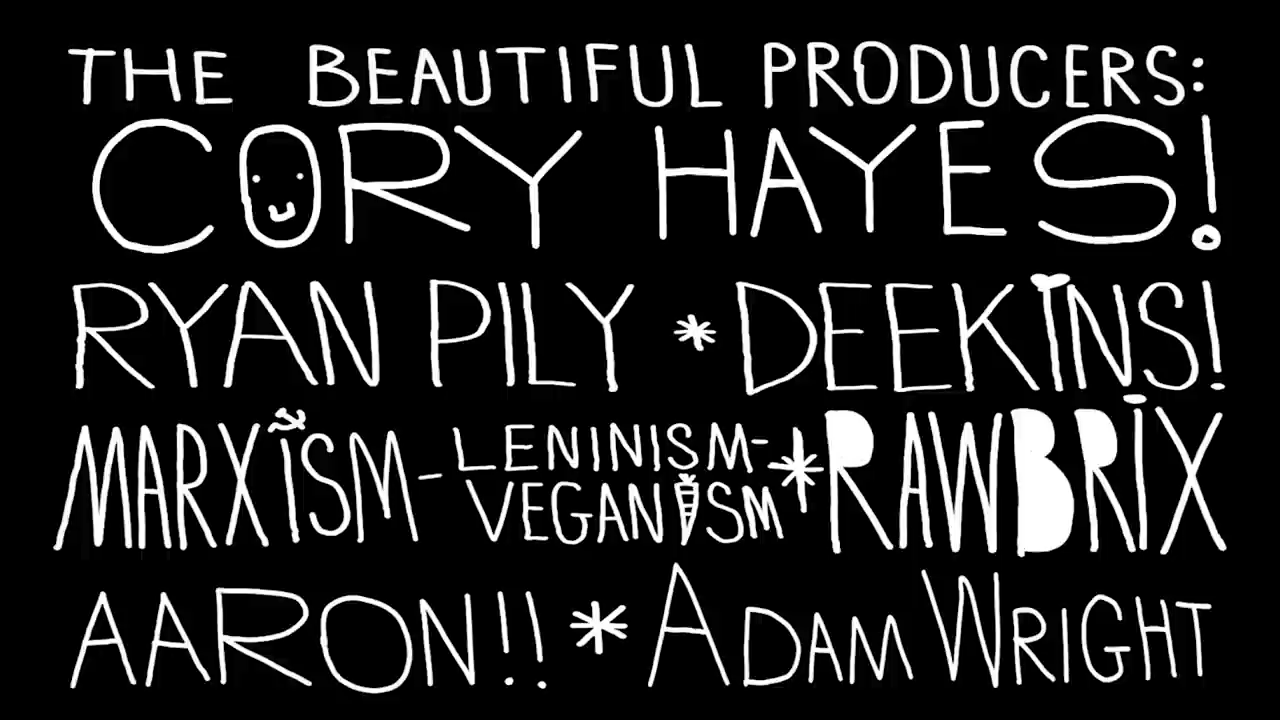 THE BEAUTIFUL PRODUCERS:
CORY HAYES!
RYAN PILY * DEEKINS!
MARXISM-LENINISM-VEGANISM * RAWBRIX
AARON!! * ADAM WRIGHT